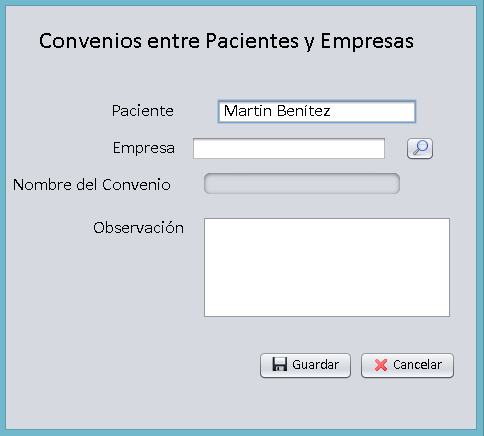 Convenios entre Pacientes y Empresas
Paciente Martin Benítez
Empresa
Nombre del Convenio
Observación
Guardar Cancelar